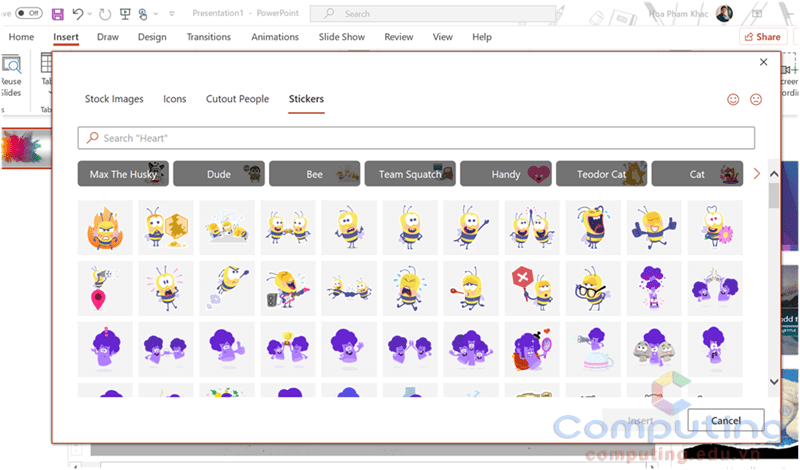 ve Off Presentation1 - PowerPoint Search Hoa Pham Khac
Home Insert Draw Design Transitions Animations Slide Show Review View Help Share
Reuse
Slides
Tab
Stock Images Icons Cutout People Stickers
Search "Heart"
Max The Husky Dude Bee Team Squatch Handy Teodor Cat Cat
Insert Cancel
Computing®
computing.edu.vn